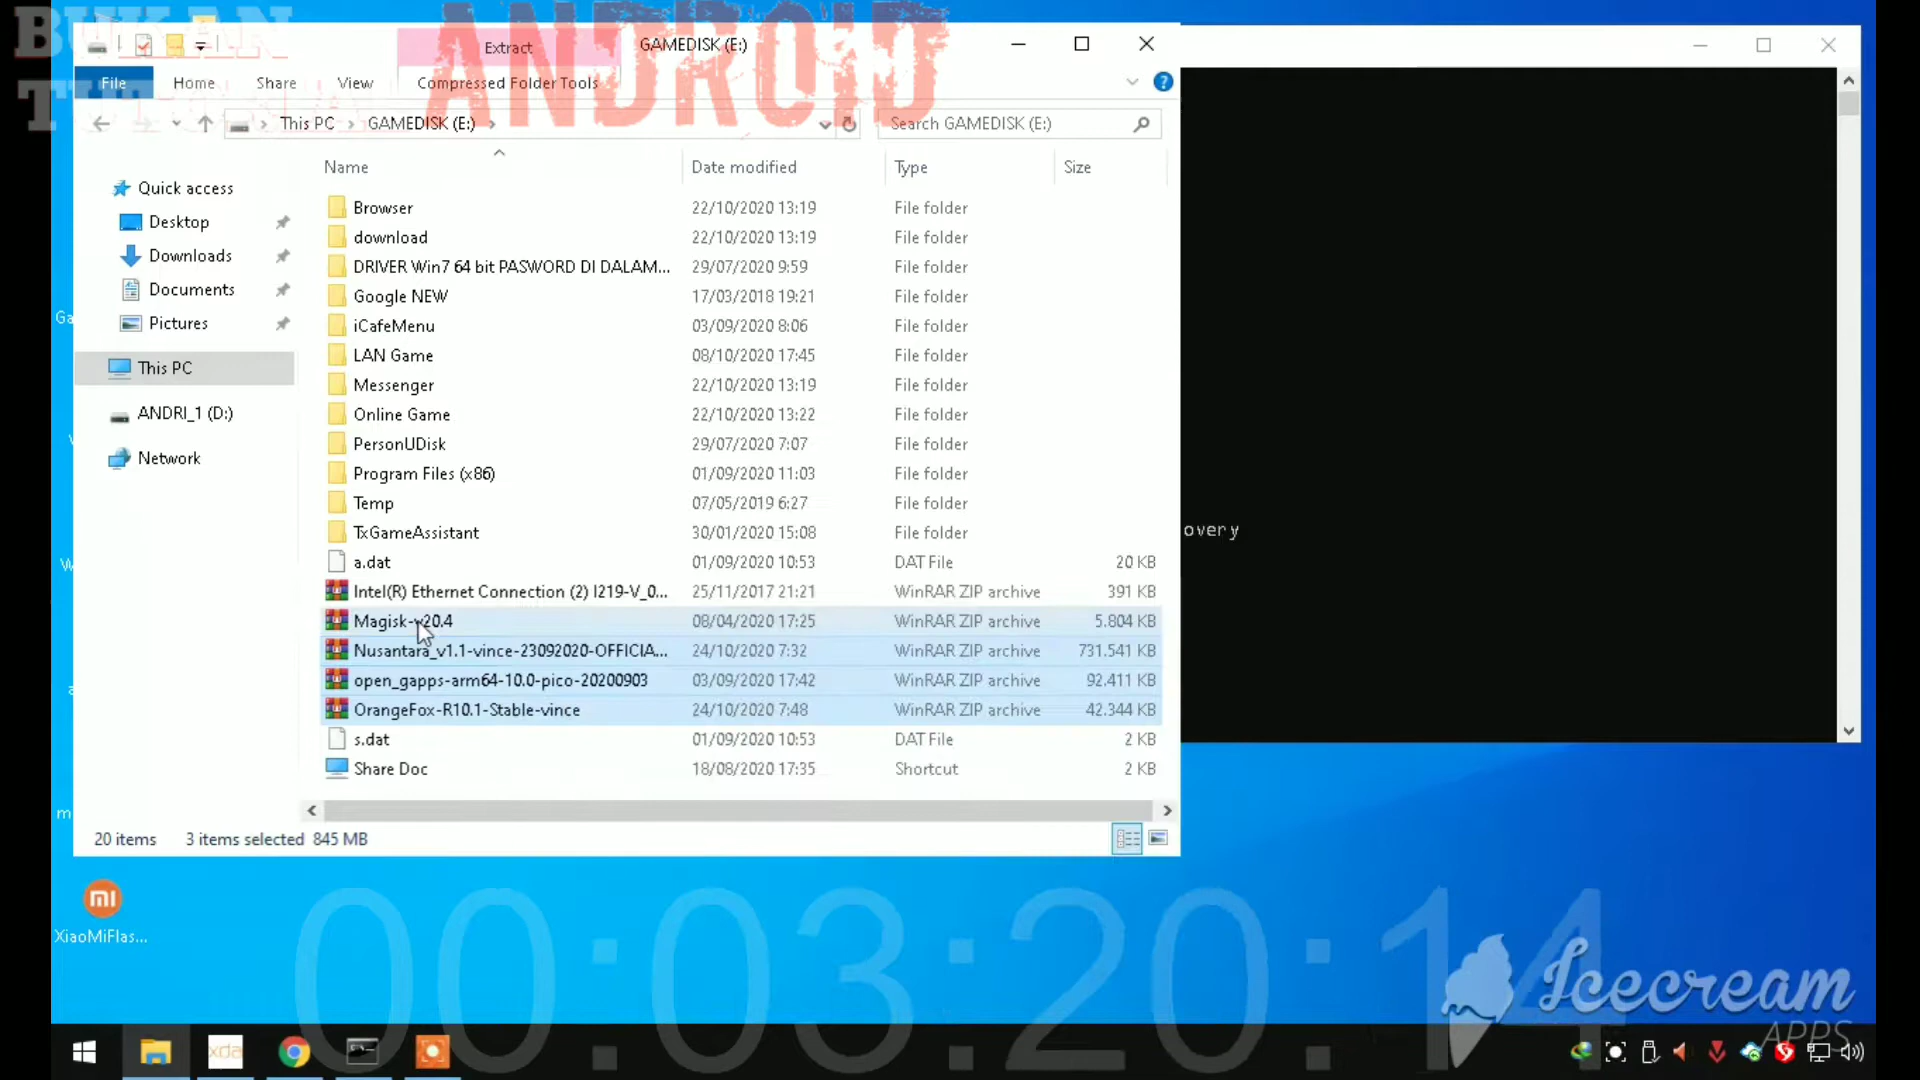 BUKAN
TUTORIAL
ANDROID
Extract
GAMEDISK (E:)
File
Home
Share
View
Compressed Folder Tools
This PC
GAMEDISK (E:)
Search GAMEDISK (E:)
Name
Date modified
Type
Size
Quick access
Desktop
Downloads
Documents
Pictures
This PC
ANDRI_1 (D:)
Network
Browser 22/10/2020 13:19 File folder
download 22/10/2020 13:19 File folder
DRIVER Win7 64 bit PASWORD DI DALAM... 29/07/2020 9:59 File folder
Google NEW 17/03/2018 19:21 File folder
iCafeMenu 03/09/2020 8:06 File folder
LAN Game 08/10/2020 17:45 File folder
Messenger 22/10/2020 13:19 File folder
Online Game 22/10/2020 13:22 File folder
PersonUDisk 29/07/2020 7:07 File folder
Program Files (x86) 01/09/2020 11:03 File folder
Temp 07/05/2019 6:27 File folder
TxGameAssistant 30/01/2020 15:08 File folder
a.dat 01/09/2020 10:53 DAT File 20 KB
Intel(R) Ethernet Connection (2) I219-V_0... 25/11/2017 21:21 WinRAR ZIP archive 391 KB
Magisk-v20.4 08/04/2020 17:25 WinRAR ZIP archive 5.804 KB
Nusantara_v1.1-vince-23092020-OFFICIA... 24/10/2020 7:32 WinRAR ZIP archive 731.541 KB
open_gapps-arm64-10.0-pico-20200903 03/09/2020 17:42 WinRAR ZIP archive 92.411 KB
OrangeFox-R10.1-Stable-vince 24/10/2020 7:48 WinRAR ZIP archive 42.344 KB
s.dat 01/09/2020 10:53 DAT File 2 KB
Share Doc 18/08/2020 17:35 Shortcut 2 KB
20 items 3 items selected 845 MB
overy
Ga
W
m
XiaoMiFlas...
00:03:20:14
Icecream
APPS
xda